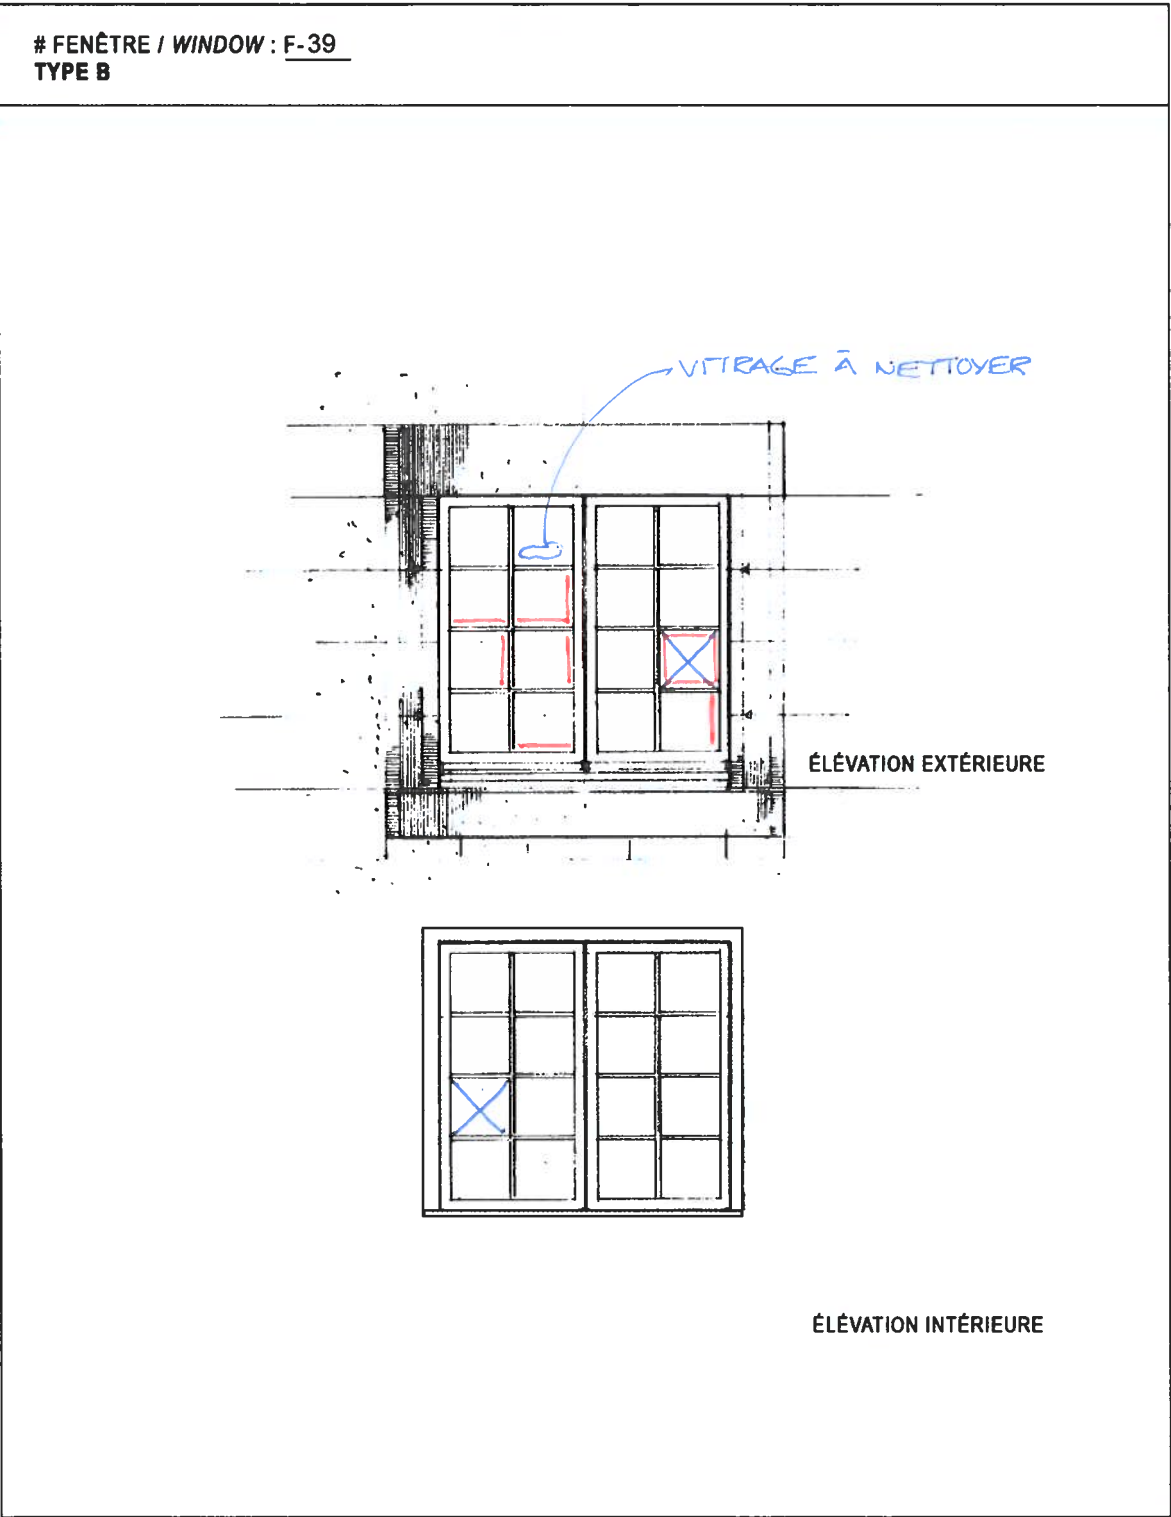 # FENÊTRE / WINDOW : F-39
TYPE B
VITRAGE À NETTOYER
ÉLÉVATION EXTÉRIEURE
ÉLÉVATION INTÉRIEURE